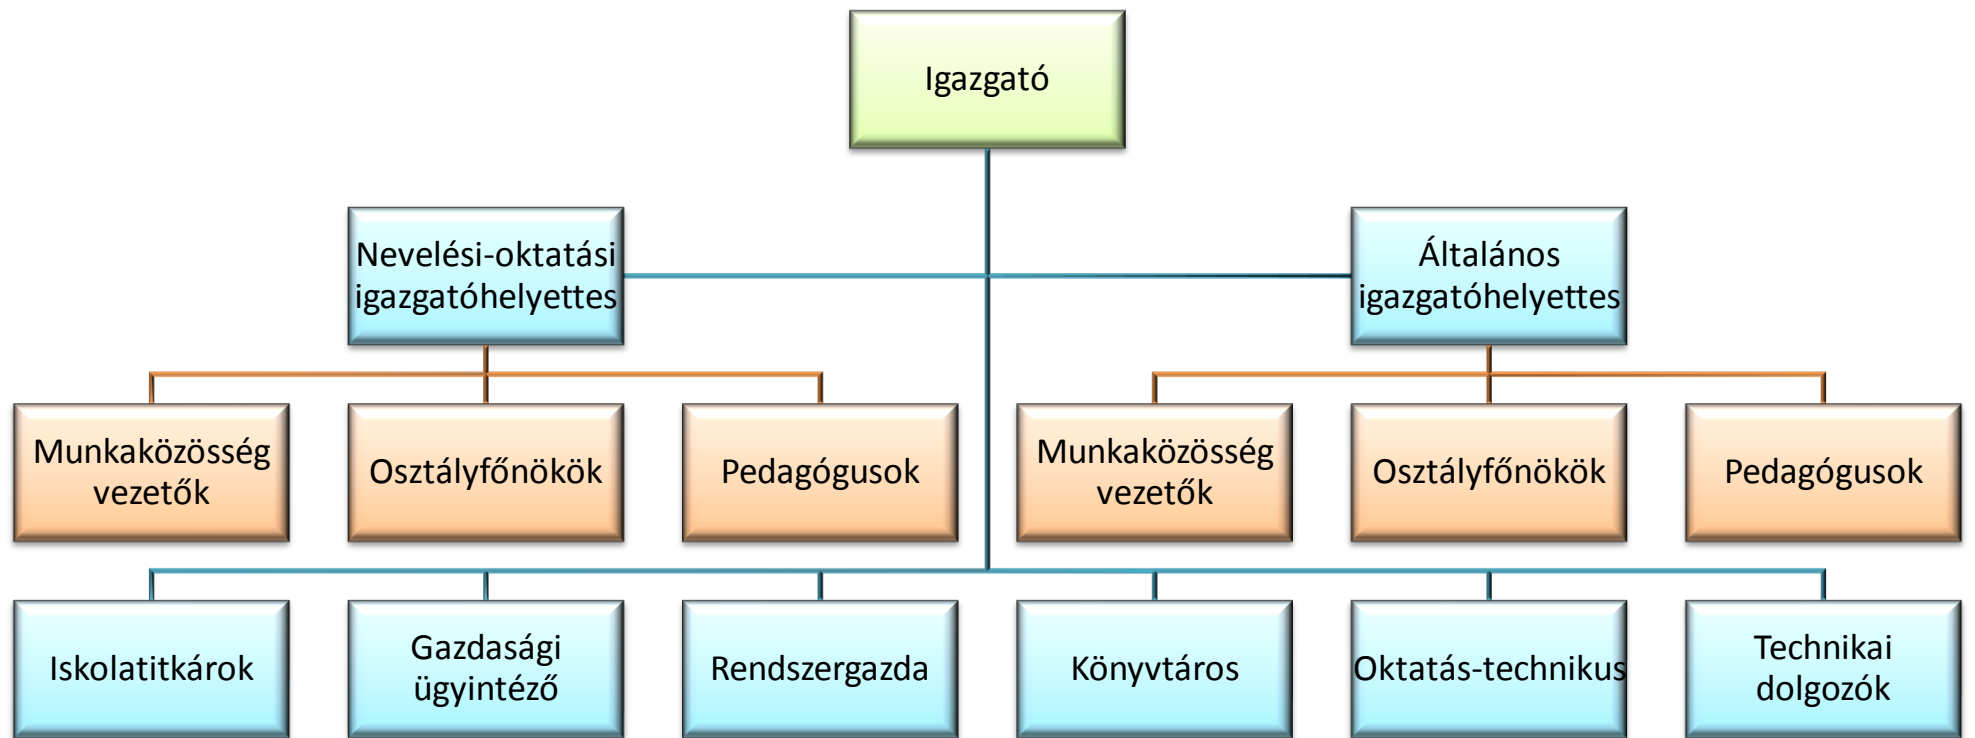 Igazgató
Nevelési-oktatási
igazgatóhelyettes
Általános
igazgatóhelyettes
Munkaközösség
vezetők
Osztályfőnökök
Pedagógusok
Munkaközösség
vezetők
Osztályfőnökök
Pedagógusok
Iskolatitkárok
Gazdasági
ügyintéző
Rendszergazda
Könyvtáros
Oktatás-technikus
Technikai
dolgozók